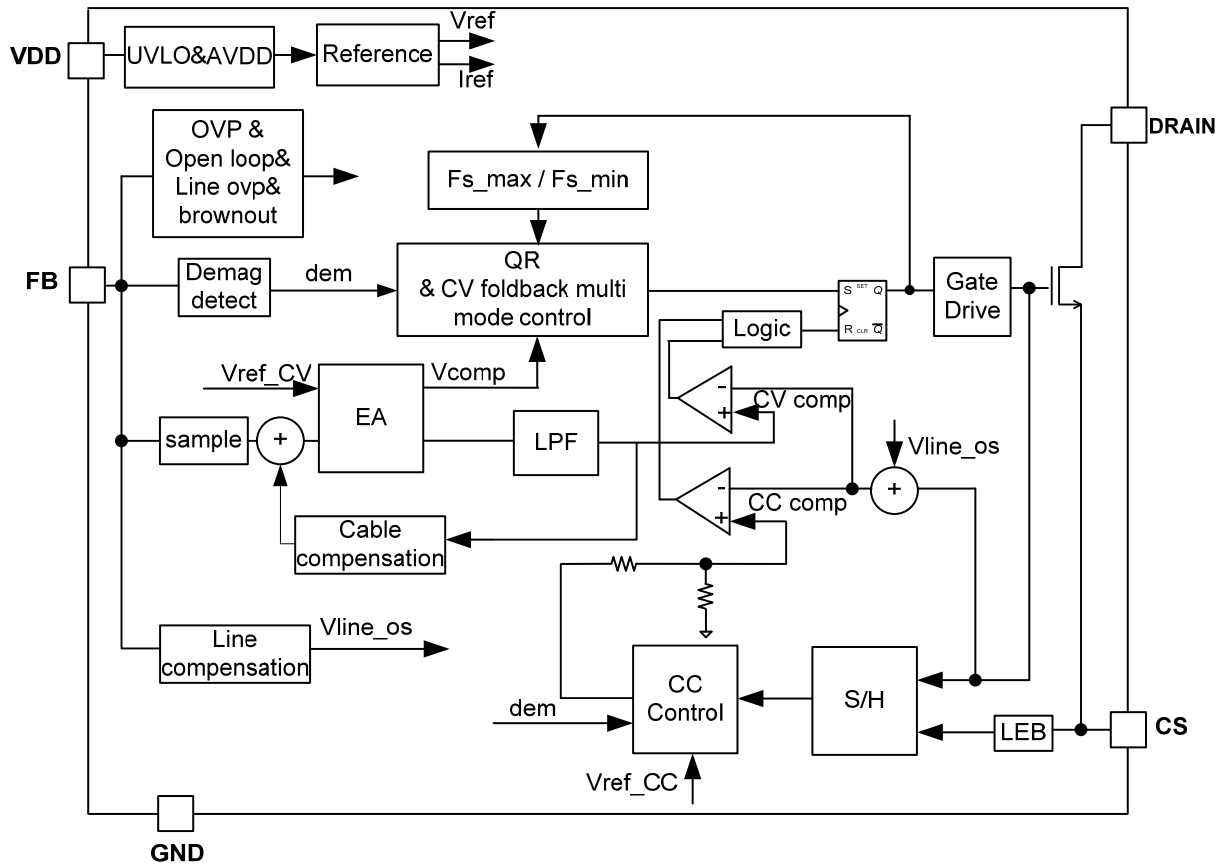 VDD
UVLO&AVDD
Reference
Vref
Iref
OVP &
Open loop&
Line ovp&
brownout
Fs_max / Fs_min
DRAIN
FB
Demag
detect
dem
QR
& CV foldback multi
mode control
S SET Q
R CLR Q
Gate
Drive
Logic
Vref_CV
EA
Vcomp
sample
+
LPF
-
+
CV comp
Vline_os
+
-
+
CC comp
Cable
compensation
Line
compensation
Vline_os
dem
CC
Control
Vref_CC
S/H
LEB
CS
GND